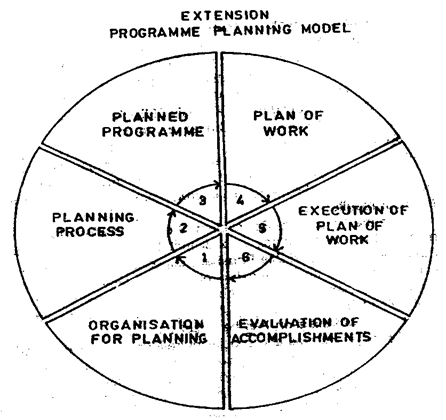 EXTENSION
PROGRAMME PLANNING MODEL
PLANNED
PROGRAMME
PLAN OF
WORK
3
4
PLANNING
PROCESS
2
5
EXECUTION OF
PLAN OF
WORK
1
6
ORGANISATION
FOR PLANNING
EVALUATION OF
ACCOMPLISHMENTS